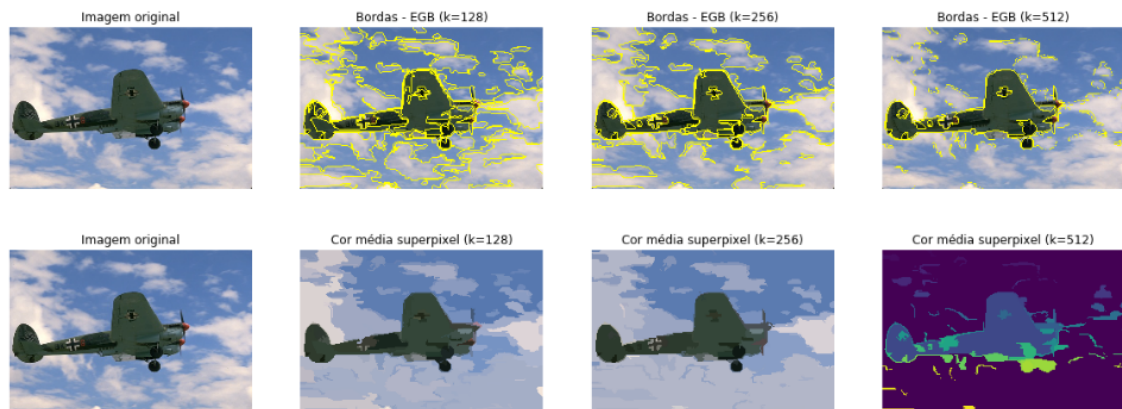 Imagem original
Bordas - EGB (k=128)
Bordas - EGB (k=256)
Bordas - EGB (k=512)
Imagem original
Cor média superpixel (k=128)
Cor média superpixel (k=256)
Cor média superpixel (k=512)